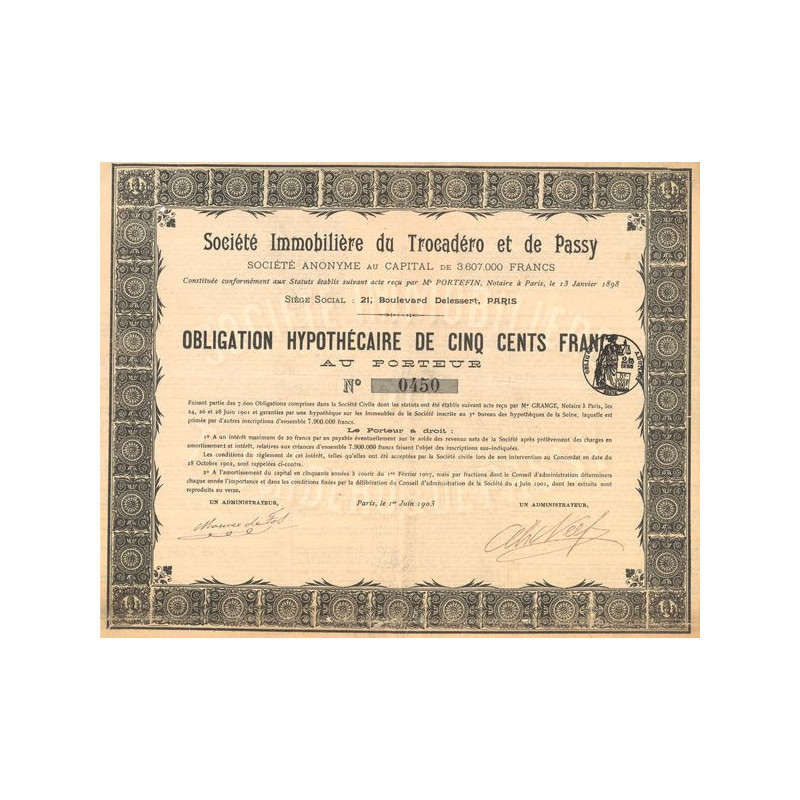 Société Immobilière du Trocadéro et de Passy
SOCIÉTÉ ANONYME AU CAPITAL DE 3.607.000 FRANCS
Constituée conformément aux Statuts établis suivant acte reçu par Me PORTEFIN, Notaire à Paris, le 13 Janvier 1898
SIÈGE SOCIAL : 21, Boulevard Delessert, PARIS
OBLIGATION HYPOTHÉCAIRE DE CINQ CENTS FRANCS
AU PORTEUR
No 0450
Faisant partie des 7.600 Obligations comprises dans la Société Civile dont les statuts ont été établis suivant acte reçu par Me GRANGE, Notaire à Paris, les
24, 26 et 28 Juin 1901 et garanties par une hypothèque sur les Immeubles de la Société inscrite au 3e bureau des hypothèques de la Seine, laquelle est
primée par d'autres inscriptions d'ensemble 7.900.000 francs.
Le Porteur a droit :
1o A un intérêt maximum de 20 francs par an payable éventuellement sur le solde des revenus nets de la Société après prélèvement des charges en
amortissement et intérêt, relatives aux créances d'ensemble 7.900.000 francs faisant l'objet des inscriptions sus-indiquées.
Les conditions du règlement de cet intérêt, telles qu'elles ont été acceptées par la Société civile lors de son intervention au Concordat en date du
28 Octobre 1902, sont rappelées ci-contre.
2o A l'amortissement du capital en cinquante années à courir du 1er Février 1907, mais par fractions dont le Conseil d'administration déterminera
chaque année l'importance et dans les conditions fixées par la délibération du Conseil d'administration de la Société du 4 juin 1901, dont les extraits sont
reproduits au verso.
UN ADMINISTRATEUR, Paris, le 1er Juin 1903 UN ADMINISTRATEUR,